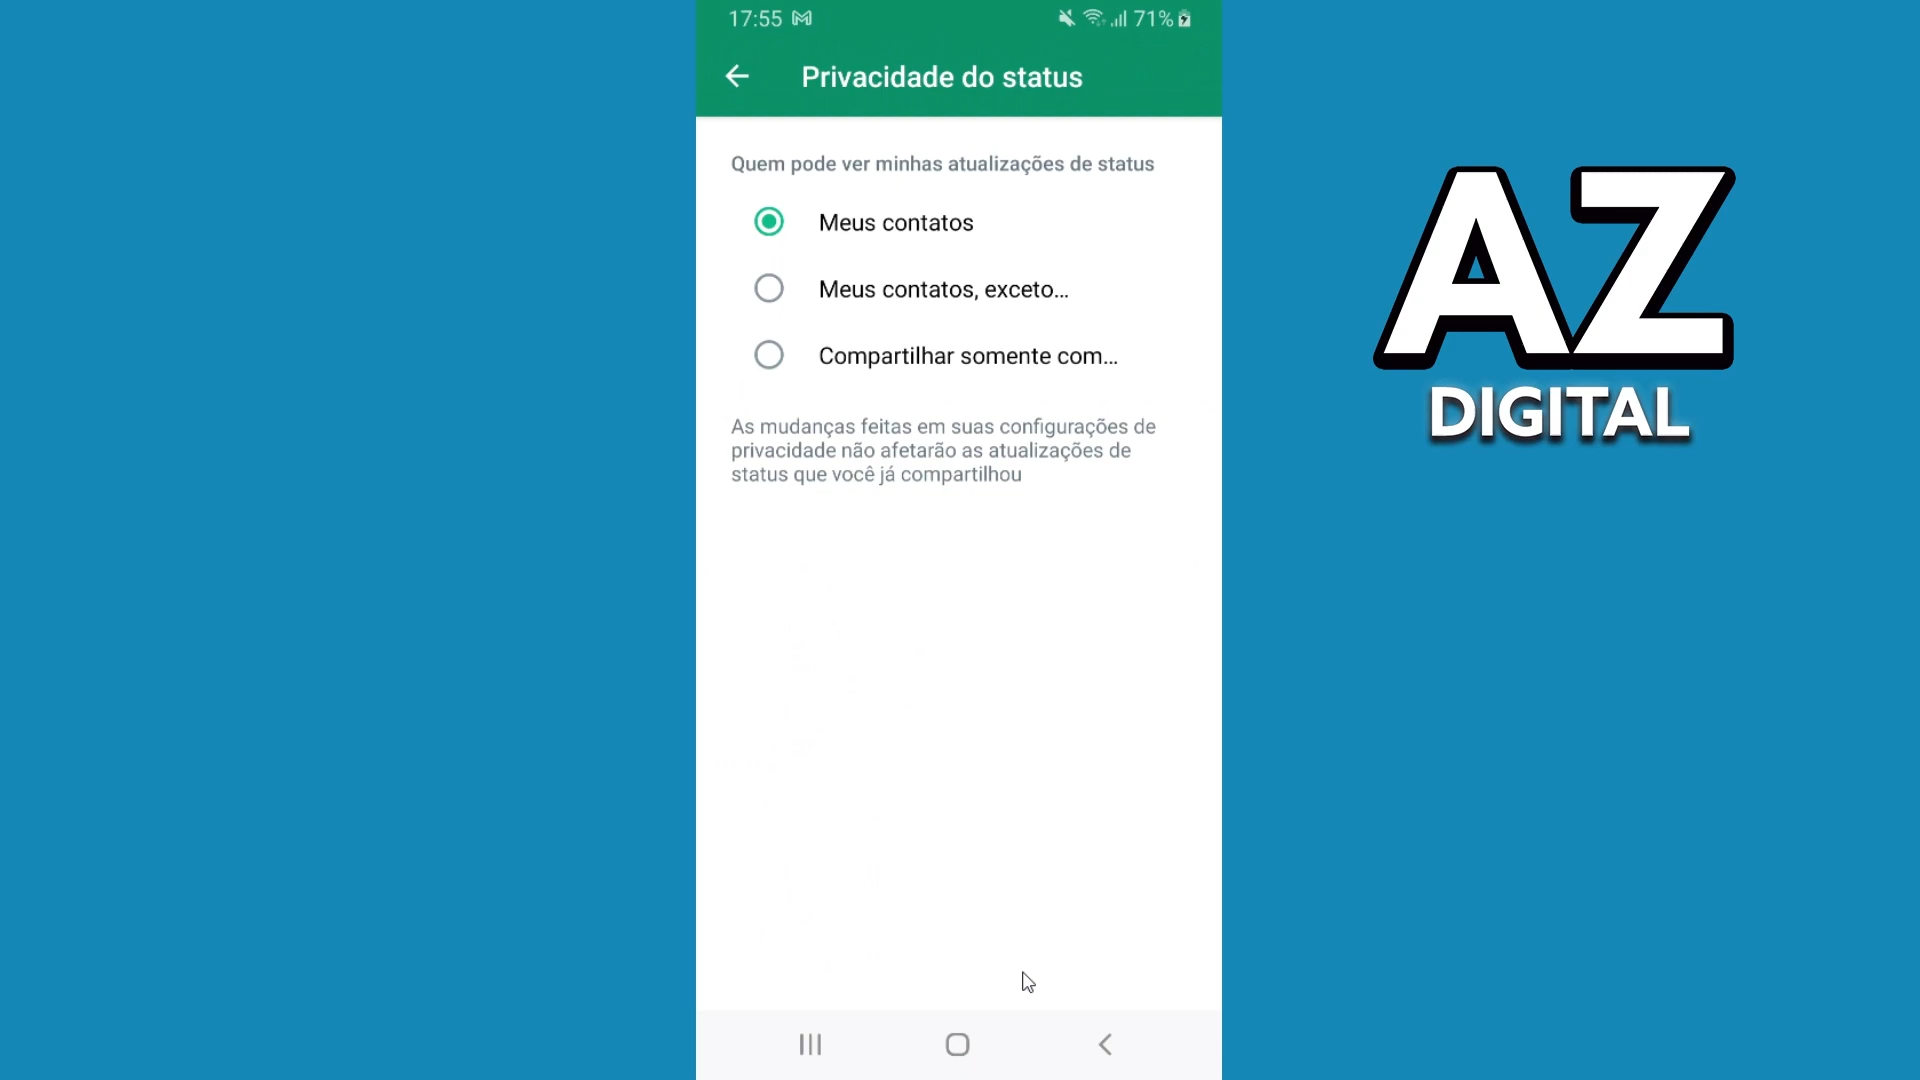 17:55 71%
Privacidade do status
Quem pode ver minhas atualizações de status
Meus contatos
Meus contatos, exceto...
Compartilhar somente com...
As mudanças feitas em suas configurações de
privacidade não afetarão as atualizações de
status que você já compartilhou
AZ
DIGITAL